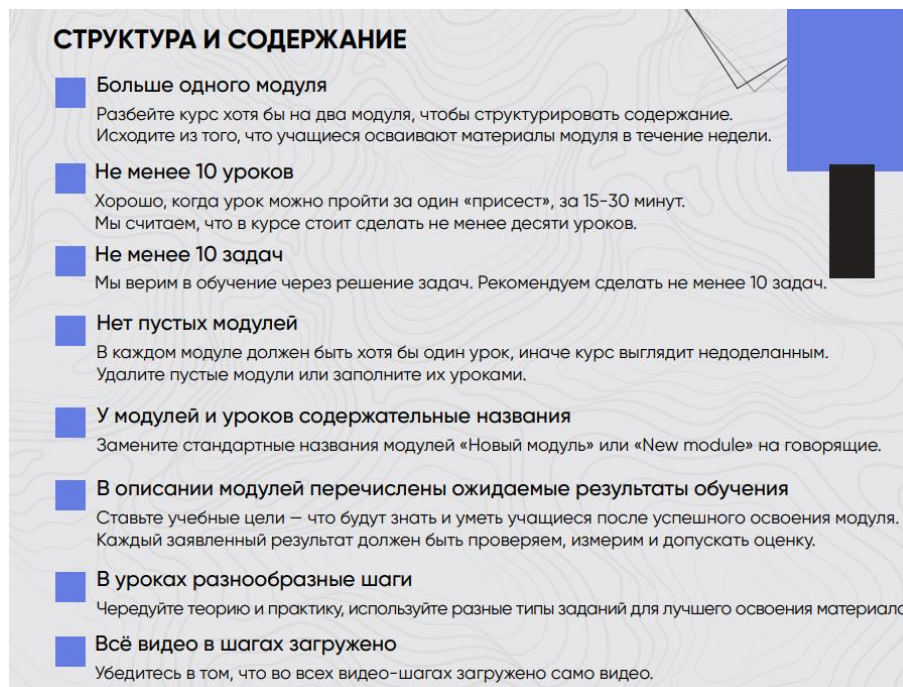 СТРУКТУРА И СОДЕРЖАНИЕ
Больше одного модуля
Разбейте курс хотя бы на два модуля, чтобы структурировать содержание.
Исходите из того, что учащиеся осваивают материалы модуля в течение недели.
Не менее 10 уроков
Хорошо, когда урок можно пройти за один «присест», за 15-30 минут.
Мы считаем, что в курсе стоит сделать не менее десяти уроков.
Не менее 10 задач
Мы верим в обучение через решение задач. Рекомендуем сделать не менее 10 задач.
Нет пустых модулей
В каждом модуле должен быть хотя бы один урок, иначе курс выглядит недоделанным.
Удалите пустые модули или заполните их уроками.
У модулей и уроков содержательные названия
Замените стандартные названия модулей «Новый модуль» или «New module» на говорящие.
В описании модулей перечислены ожидаемые результаты обучения
Ставьте учебные цели — что будут знать и уметь учащиеся после успешного освоения модуля.
Каждый заявленный результат должен быть проверяем, измерим и допускать оценку.
В уроках разнообразные шаги
Чередуйте теорию и практику, используйте разные типы заданий для лучшего освоения материало
Всё видео в шагах загружено
Убедитесь в том, что во всех видео-шагах загружено само видео.